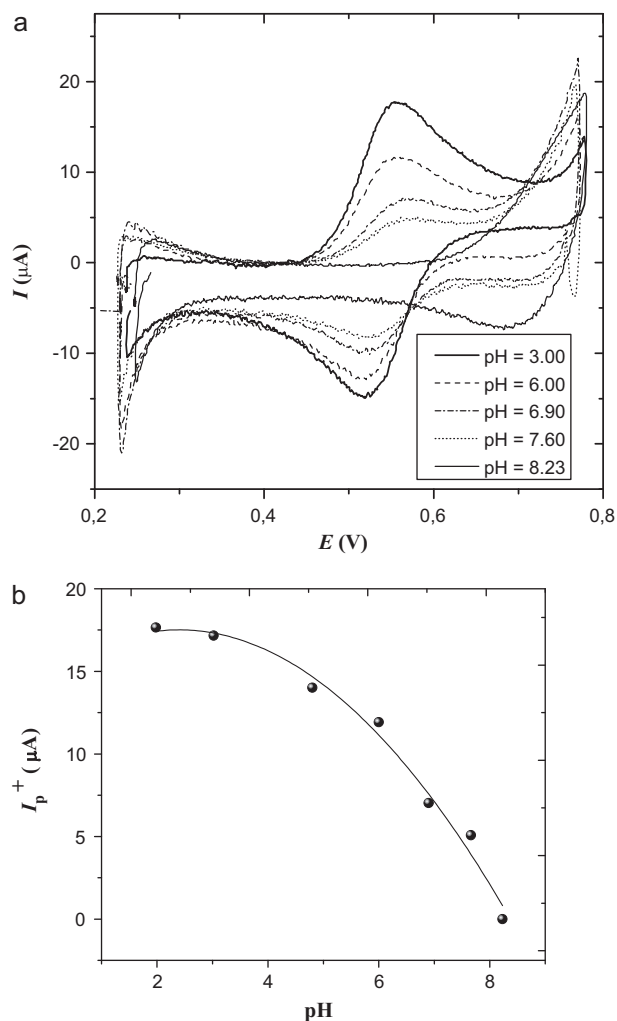 a
20
10
0
-10
-20
I (μA)
pH = 3.00
pH = 6.00
pH = 6.90
pH = 7.60
pH = 8.23
0,2
0,4
0,6
0,8
E (V)
b
20
15
10
5
0
Ip+ (μA)
2
4
6
8
pH